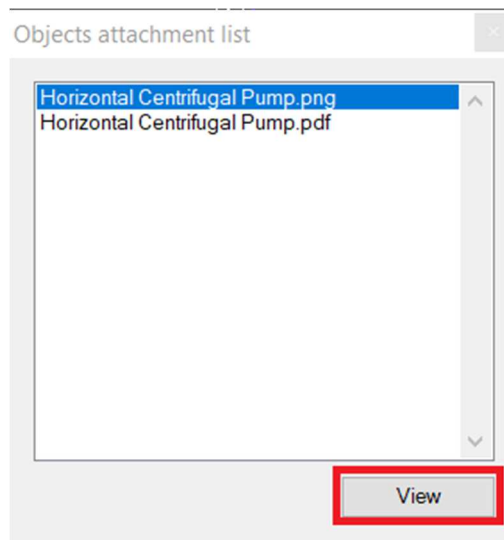 Objects attachment list
Horizontal Centrifugal Pump.png
Horizontal Centrifugal Pump.pdf
View